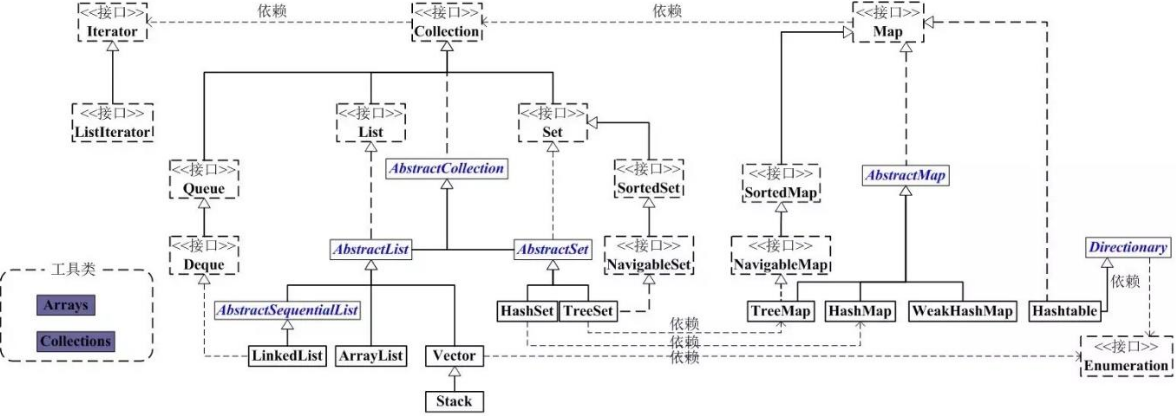 <<接口>>
Iterator
依赖
<<接口>>
Collection
依赖
<<接口>>
Map
<<接口>>
ListIterator
<<接口>>
List
<<接口>>
Set
<<接口>>
Queue
AbstractCollection
<<接口>>
SortedSet
<<接口>>
SortedMap
AbstractMap
<<接口>>
Deque
AbstractList
AbstractSet
<<接口>>
NavigableSet
<<接口>>
NavigableMap
Directionary
工具类
Arrays
Collections
AbstractSequentialList
HashSet
TreeSet
依赖
TreeMap
HashMap
WeakHashMap
Hashtable
依赖
LinkedList
ArrayList
Vector
依赖
依赖
<<接口>>
Enumeration
Stack